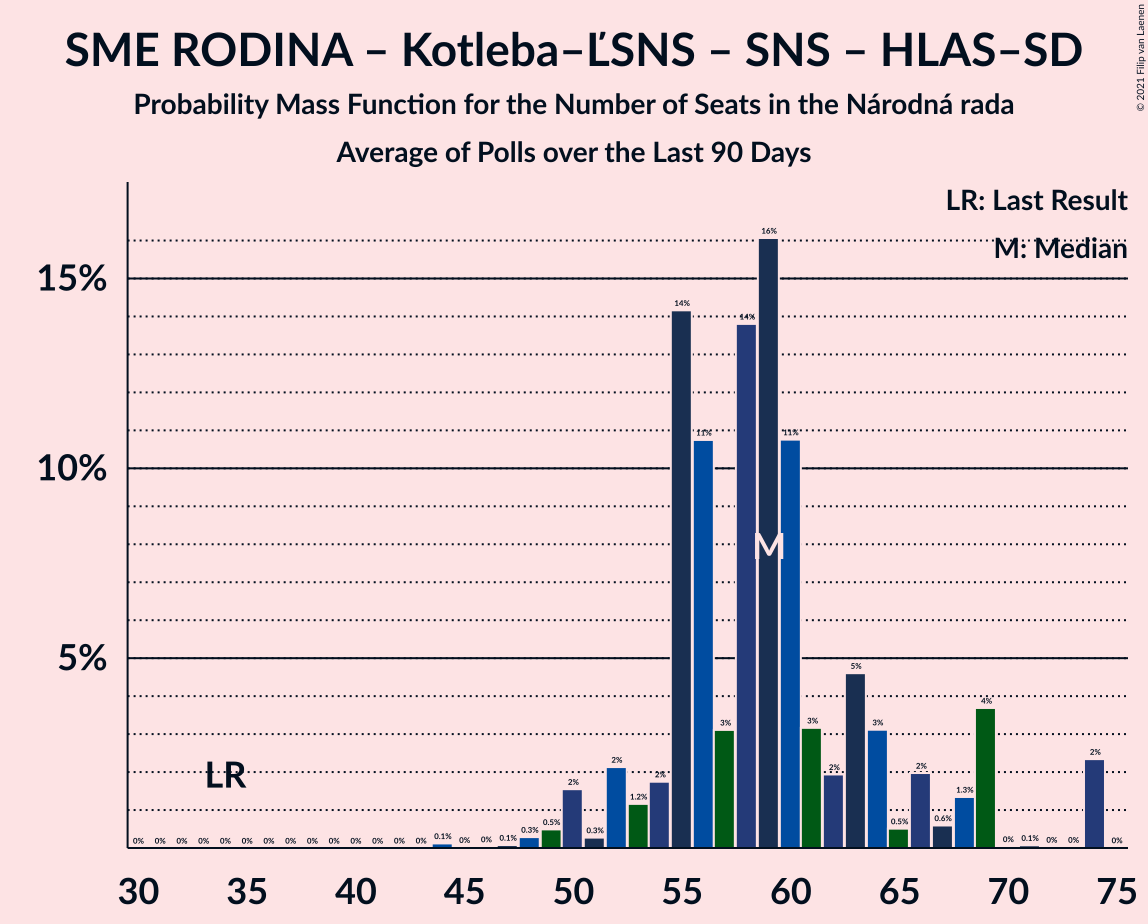 SME RODINA – Kotleba–ĽSNS – SNS – HLAS–SD
Probability Mass Function for the Number of Seats in the Národná rada
Average of Polls over the Last 90 Days
© 2021 Filip van Laenen
LR: Last Result
M: Median
15%
10%
5%
LR
M
0% 0% 0% 0% 0% 0% 0% 0% 0% 0% 0% 0% 0% 0% 0.1% 0% 0% 0.1% 0.3% 0.5% 2% 0.3% 2% 1.2% 2% 14% 11% 3% 14% 16% 11% 3% 2% 5% 3% 0.5% 2% 0.6% 1.3% 4% 0% 0.1% 0% 0% 2% 0%
30 35 40 45 50 55 60 65 70 75